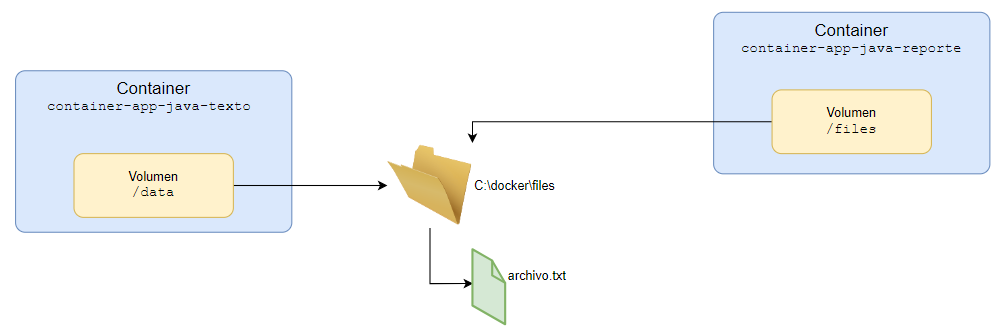 Container
container-app-java-texto
Volumen
/data
C:\docker\files
archivo.txt
Container
container-app-java-reporte
Volumen
/files